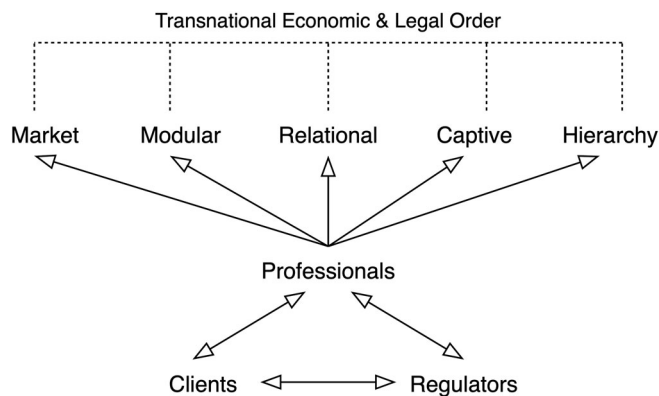 Transnational Economic & Legal Order
Market Modular Relational Captive Hierarchy
Professionals
Clients Regulators